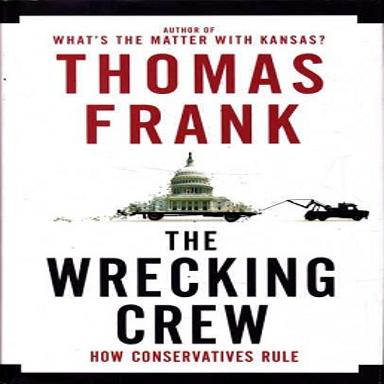 AUTHOR OF
WHAT'S THE MATTER WITH KANSAS?
THOMAS
FRANK
THE
WRECKING
CREW
HOW CONSERVATIVES RULE